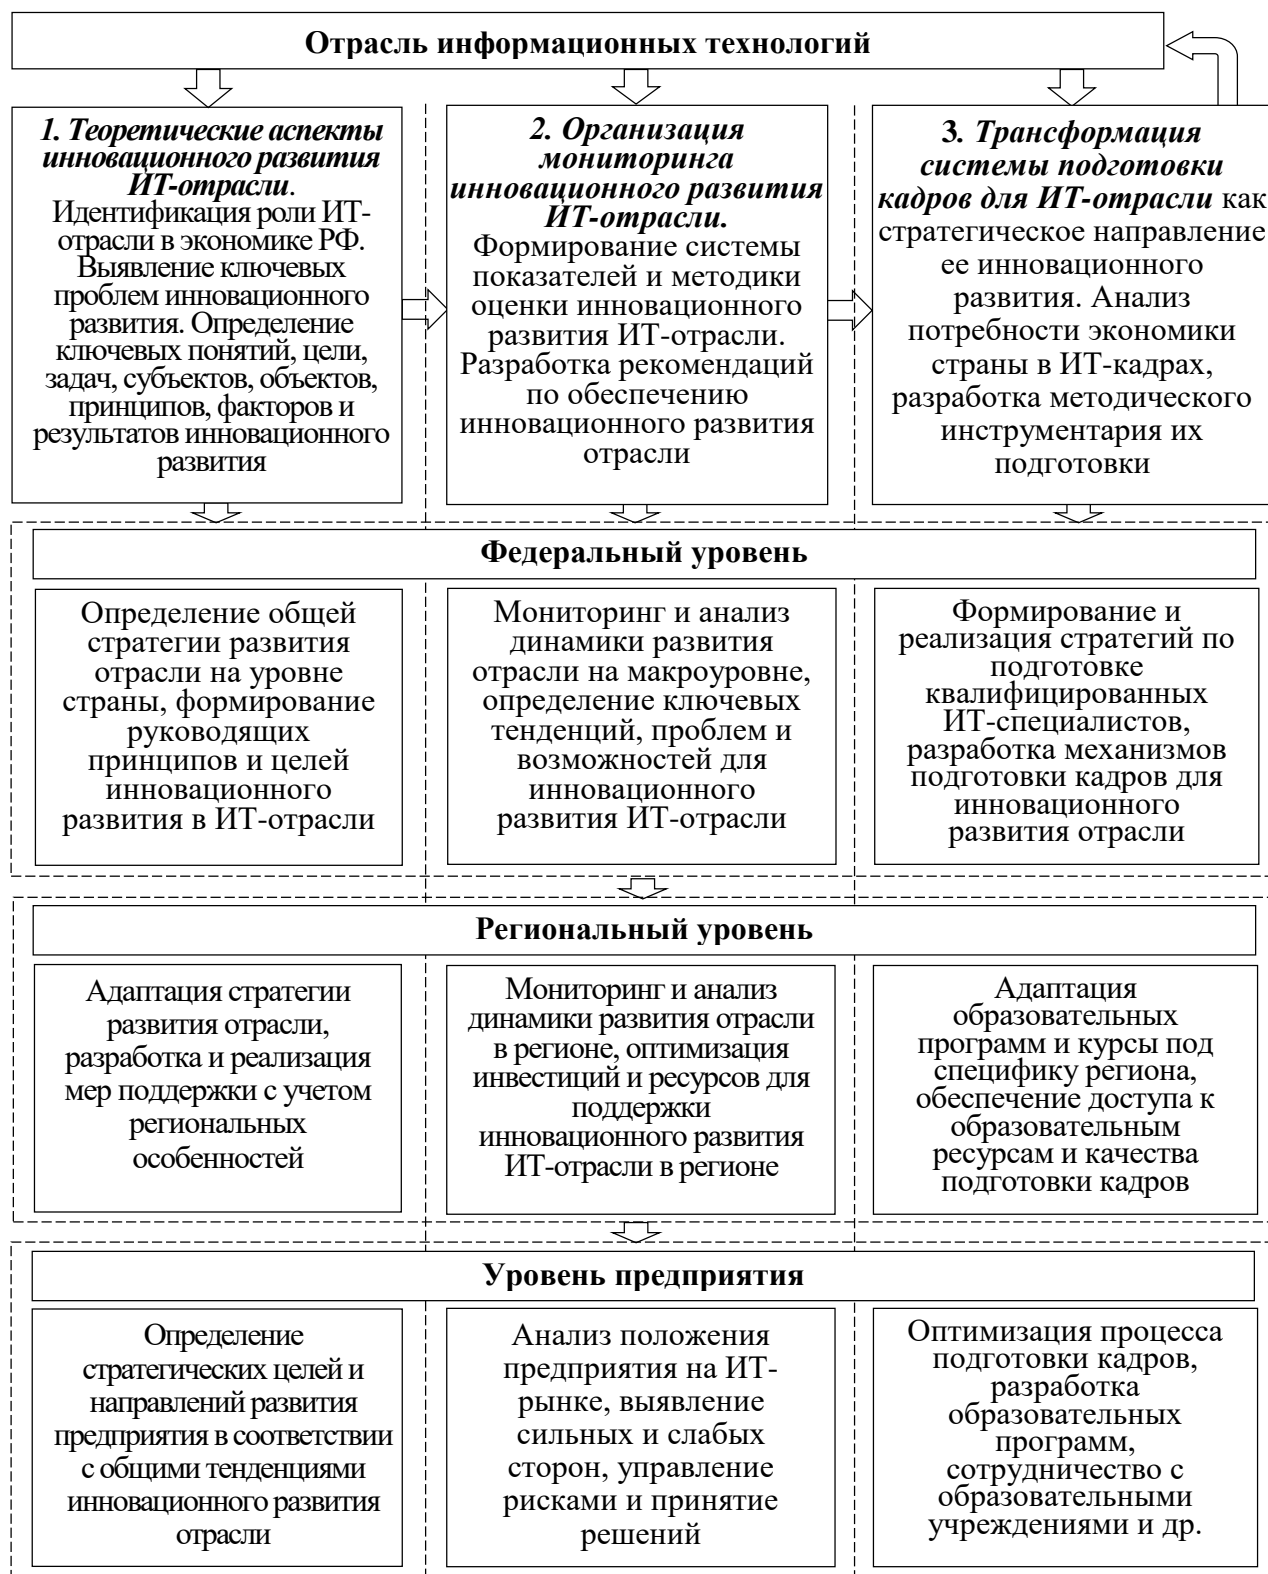 Отрасль информационных технологий
1. Теоретические аспекты
инновационного развития
ИТ-отрасли.
Идентификация роли ИТ-
отрасли в экономике РФ.
Выявление ключевых
проблем инновационного
развития. Определение
ключевых понятий, цели,
задач, субъектов, объектов,
принципов, факторов и
результатов инновационного
развития
2. Организация
мониторинга
инновационного развития
ИТ-отрасли.
Формирование системы
показателей и методики
оценки инновационного
развития ИТ-отрасли.
Разработка рекомендаций
по обеспечению
инновационного развития
отрасли
3. Трансформация
системы подготовки
кадров для ИТ-отрасли как
стратегическое направление
ее инновационного
развития. Анализ
потребности экономики
страны в ИТ-кадрах,
разработка методического
инструментария их
подготовки
Федеральный уровень
Определение общей
стратегии развития
отрасли на уровне
страны, формирование
руководящих
принципов и целей
инновационного
развития в ИТ-отрасли
Мониторинг и анализ
динамики развития
отрасли на макроуровне,
определение ключевых
тенденций, проблем и
возможностей для
инновационного
развития ИТ-отрасли
Формирование и
реализация стратегий по
подготовке
квалифицированных
ИТ-специалистов,
разработка механизмов
подготовки кадров для
инновационного
развития отрасли
Региональный уровень
Адаптация стратегии
развития отрасли,
разработка и реализация
мер поддержки с учетом
региональных
особенностей
Мониторинг и анализ
динамики развития отрасли
в регионе, оптимизация
инвестиций и ресурсов для
поддержки
инновационного развития
ИТ-отрасли в регионе
Адаптация
образовательных
программ и курсы под
специфику региона,
обеспечение доступа к
образовательным
ресурсам и качества
подготовки кадров
Уровень предприятия
Определение
стратегических целей и
направлений развития
предприятия в соответствии
с общими тенденциями
инновационного развития
отрасли
Анализ положения
предприятия на ИТ-
рынке, выявление
сильных и слабых
сторон, управление
рисками и принятие
решений
Оптимизация процесса
подготовки кадров,
разработка
образовательных
программ,
сотрудничество с
образовательными
учреждениями и др.